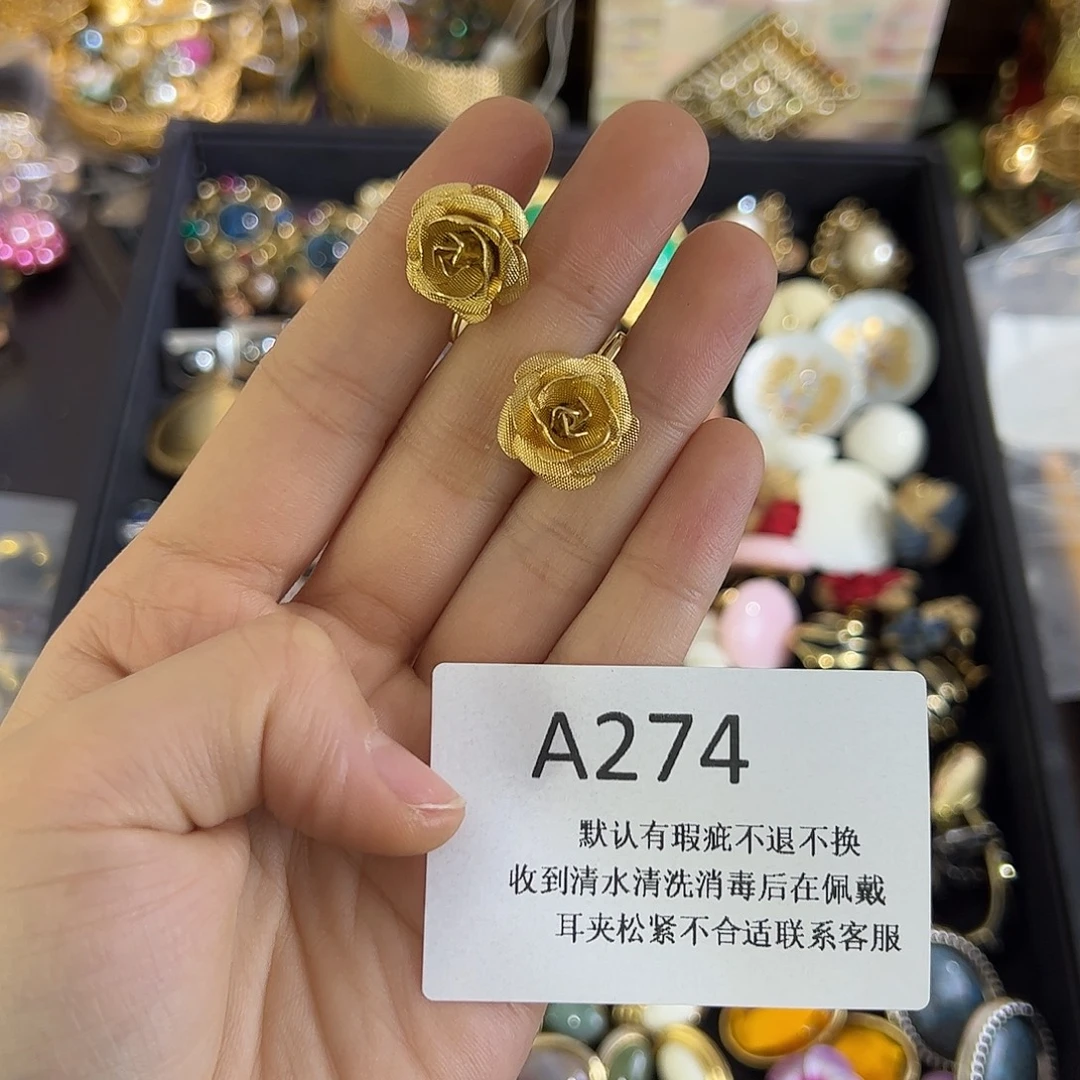 A274
默认有瑕疵不退不换
收到清水清洗消毒后在佩戴
耳夹松紧不合适联系客服